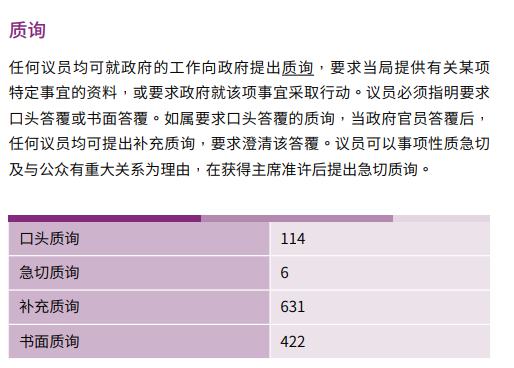 质询
任何议员均可就政府的工作向政府提出质询，要求当局提供有关某项
特定事宜的资料，或要求政府就该项事宜采取行动。议员必须指明要求
口头答覆或书面答覆。如属要求口头答覆的质询，当政府官员答覆后，
任何议员均可提出补充质询，要求澄清该答覆。议员可以事项性质急切
及与公众有重大关系为理由，在获得主席准许后提出急切质询。
口头质询 114
急切质询 6
补充质询 631
书面质询 422